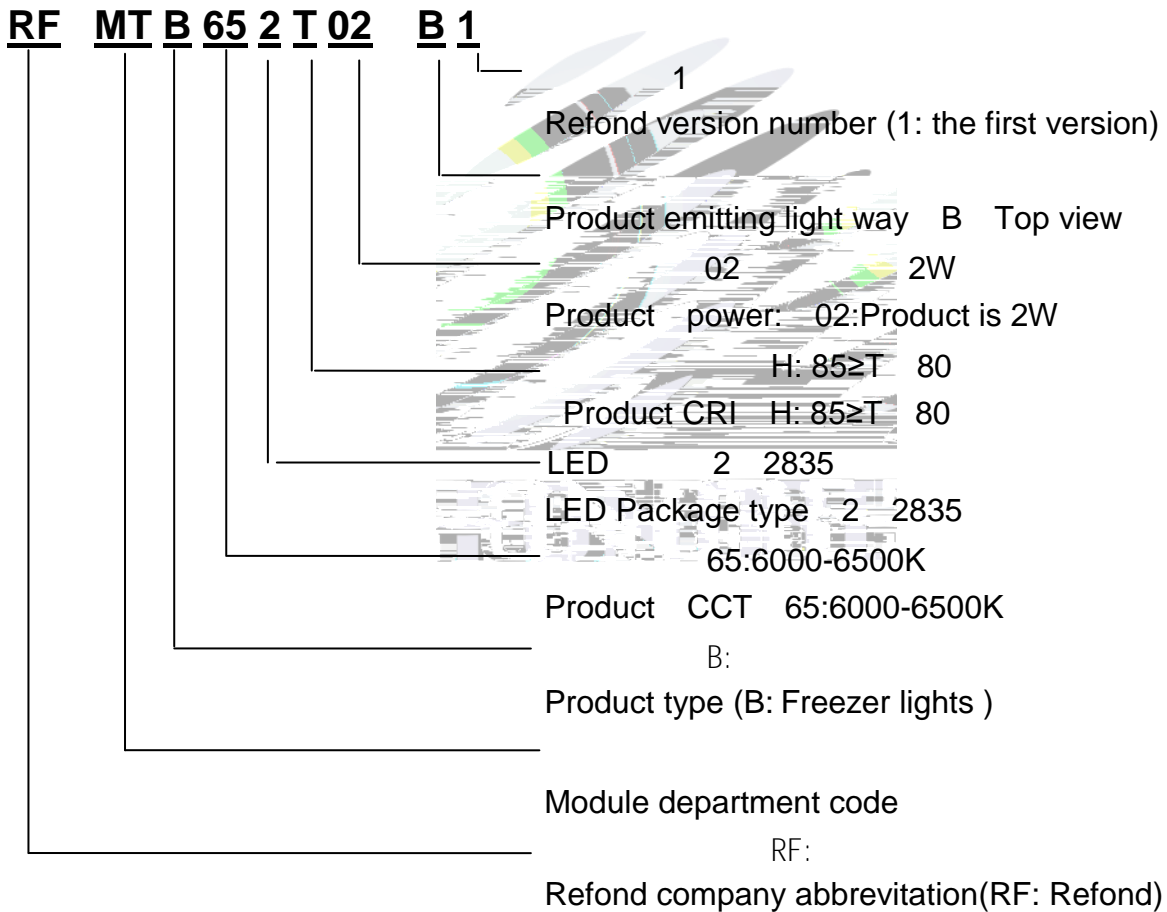 RF MT B 65 2 T 02 B 1
1
Refond version number (1: the first version)
Product emitting light way B Top view
02 2W
Product power: 02:Product is 2W
H: 85≥T 80
Product CRI H: 85≥T 80
LED 2 2835
LED Package type 2 2835
65:6000-6500K
Product CCT 65:6000-6500K
B:
Product type (B: Freezer lights )
Module department code
RF:
Refond company abbrevitation(RF: Refond)